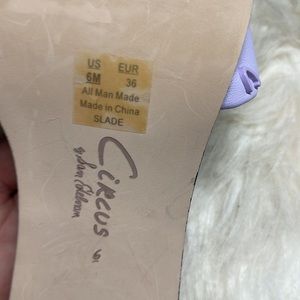 US EUR
6M 36
All Man Made
Made in China
SLADE
CIRCUS
by Sam Edelman